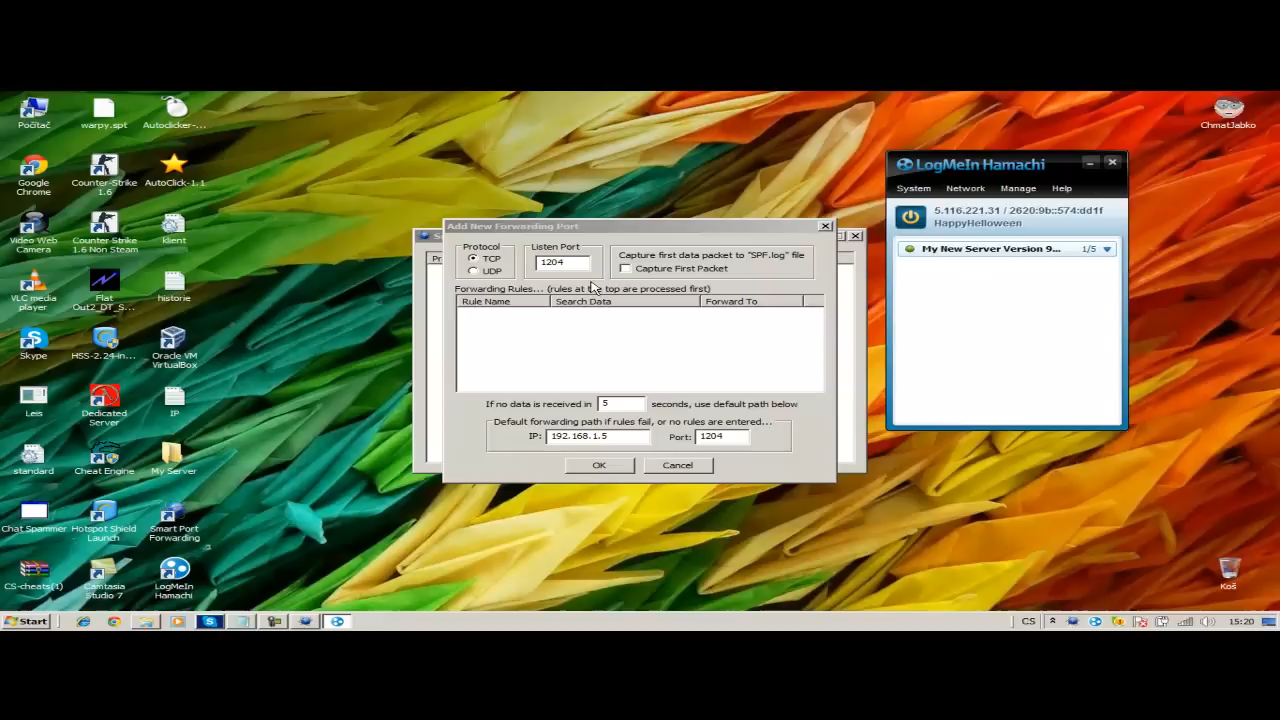 Počítač
warpy.spt
Autoclicker-...
ChmatJabko
Google Chrome
Counter-Strike 1.6
AutoClick-1.1
Video Web Camera
Counter Strike 1.6 Non Steam
klient
VLC media player
Flat Out2_DT_S...
historie
Skype
HSS-2.24-in...
Oracle VM VirtualBox
Leis
Dedicated Server
IP
standard
Cheat Engine
My Server
Chat Spammer
Hotspot Shield Launch
Smart Port Forwarding
CS-cheats(1)
Camtasia Studio 7
LogMeIn Hamachi
Koš
Add New Forwarding Port
Protocol
TCP
UDP
Listen Port
1204
Capture first data packet to "SPF.log" file
Capture First Packet
Forwarding Rules... (rules at the top are processed first)
Rule Name Search Data Forward To
If no data is received in 5 seconds, use default path below
Default forwarding path if rules fail, or no rules are entered...
IP: 192.168.1.5 Port: 1204
OK Cancel
LogMeIn Hamachi
System Network Manage Help
5.116.221.31 / 2620:9b::574:dd1f
HappyHelloween
My New Server Version 9... 1/5
Start
CS
15:20